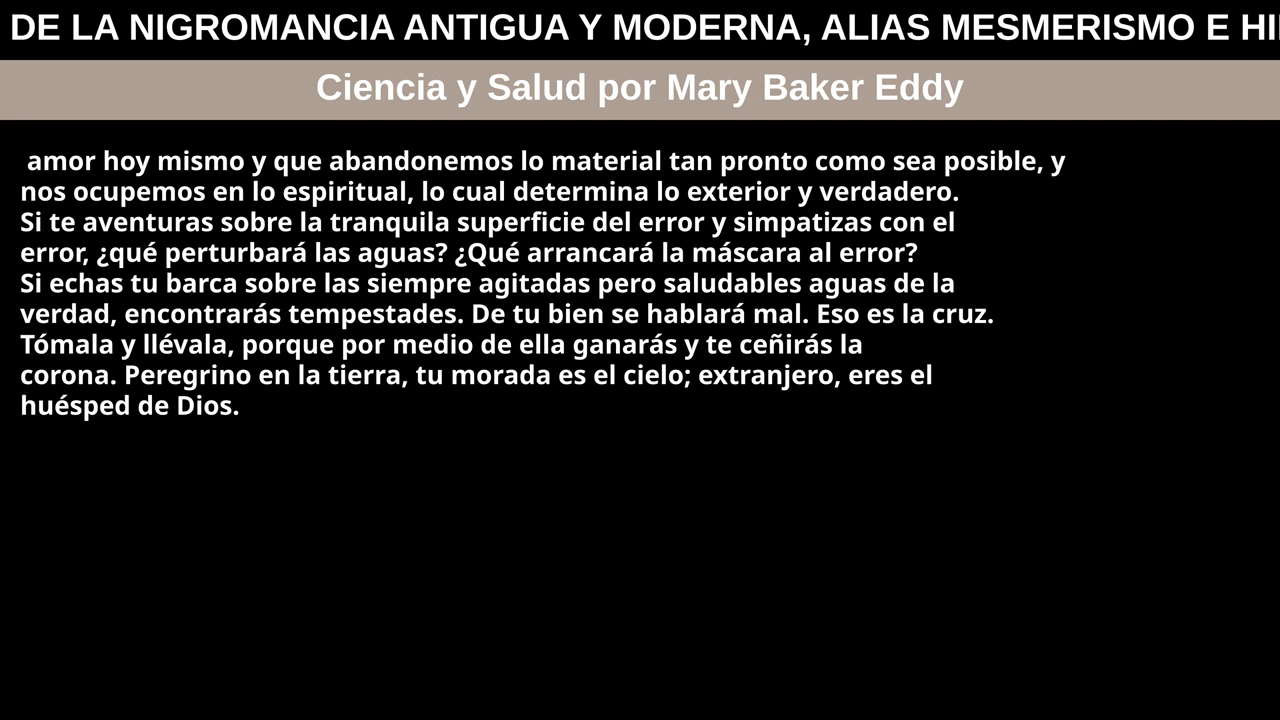 DE LA NIGROMANCIA ANTIGUA Y MODERNA, ALIAS MESMERISMO E
Ciencia y Salud por Mary Baker Eddy
amor hoy mismo y que abandonemos lo material tan pronto como sea posible, y
nos ocupemos en lo espiritual, lo cual determina lo exterior y verdadero.
Si te aventuras sobre la tranquila superficie del error y simpatizas con el
error, ¿qué perturbará las aguas? ¿Qué arrancará la máscara al error?
Si echas tu barca sobre las siempre agitadas pero saludables aguas de la
verdad, encontrarás tempestades. De tu bien se hablará mal. Eso es la cruz.
Tómala y llévala, porque por medio de ella ganarás y te ceñirás la
corona. Peregrino en la tierra, tu morada es el cielo; extranjero, eres el
huésped de Dios.